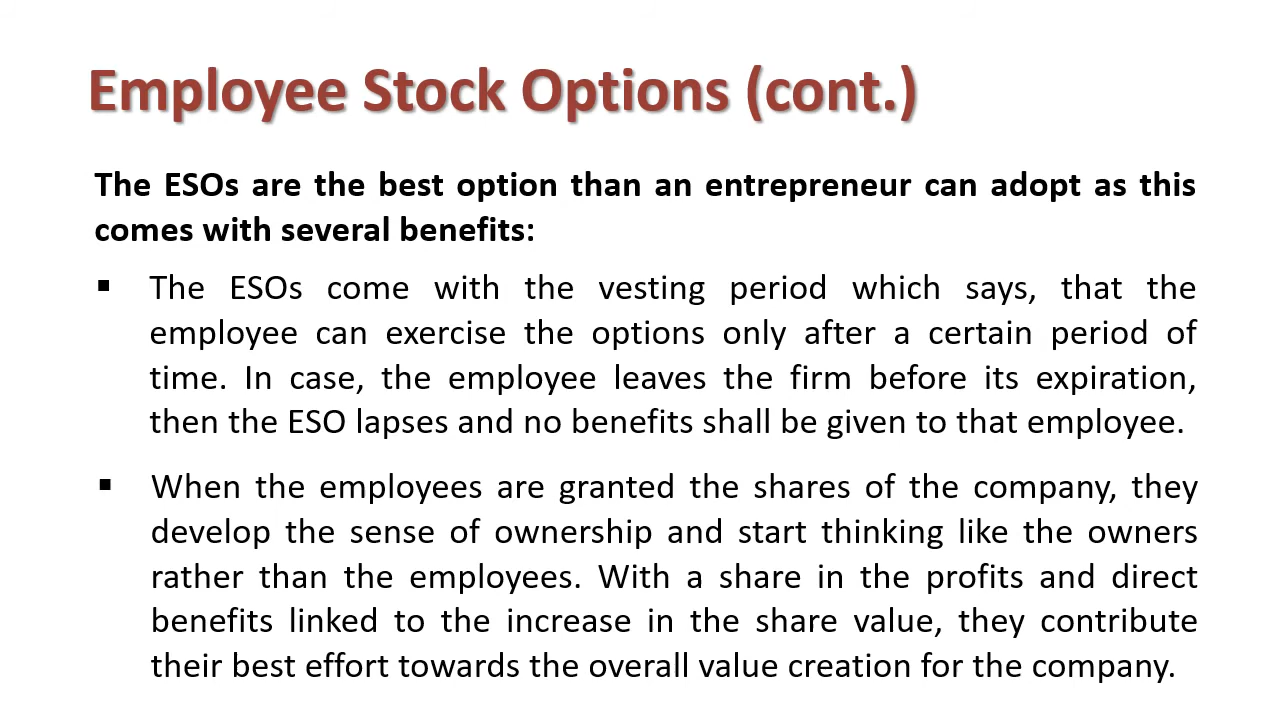 Employee Stock Options (cont.)
The ESOs are the best option than an entrepreneur can adopt as this
comes with several benefits:
▪ The ESOs come with the vesting period which says, that the
employee can exercise the options only after a certain period of
time. In case, the employee leaves the firm before its expiration,
then the ESO lapses and no benefits shall be given to that employee.
▪ When the employees are granted the shares of the company, they
develop the sense of ownership and start thinking like the owners
rather than the employees. With a share in the profits and direct
benefits linked to the increase in the share value, they contribute
their best effort towards the overall value creation for the company.